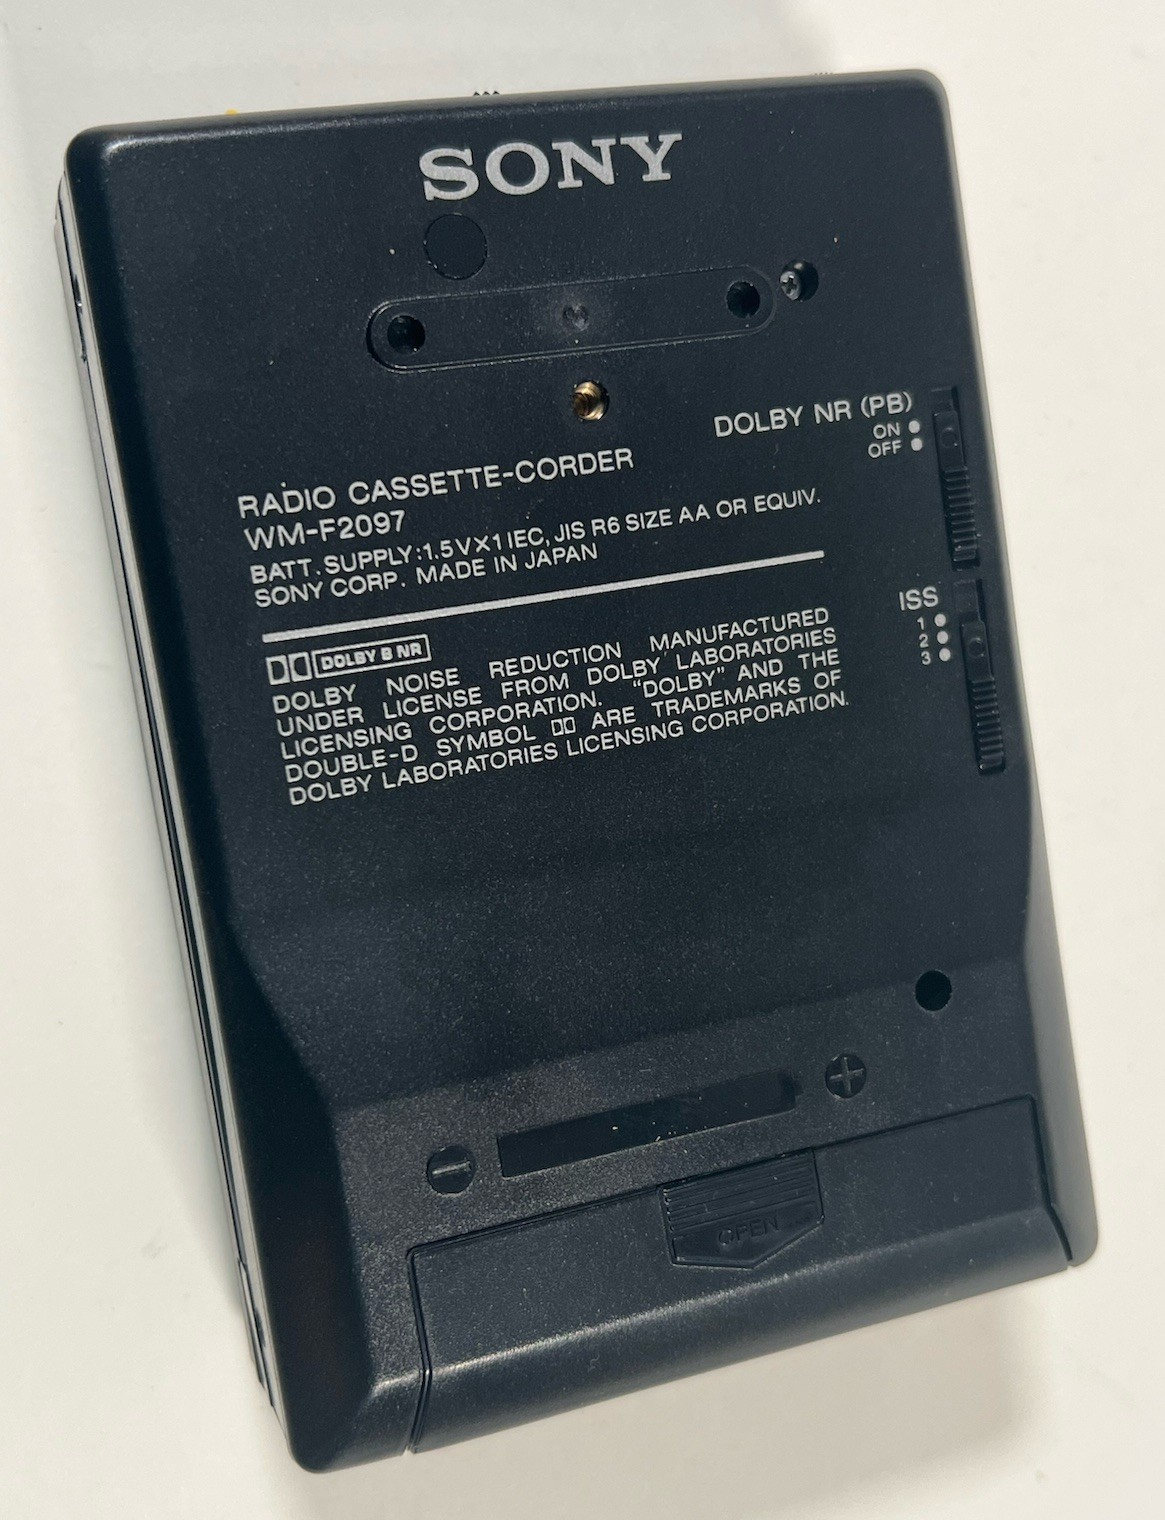 SONY
DOLBY NR (PB)
ON
OFF
RADIO CASSETTE-CORDER
WM-F2097
BATT. SUPPLY:1.5V X 1 IEC, JIS R6 SIZE AA OR EQUIV.
SONY CORP. MADE IN JAPAN
ISS
1
2
3
DOLBY B NR
DOLBY NOISE REDUCTION MANUFACTURED
UNDER LICENSE FROM DOLBY LABORATORIES
LICENSING CORPORATION. "DOLBY" AND THE
DOUBLE-D SYMBOL ARE TRADEMARKS OF
DOLBY LABORATORIES LICENSING CORPORATION.
+
−
OPEN